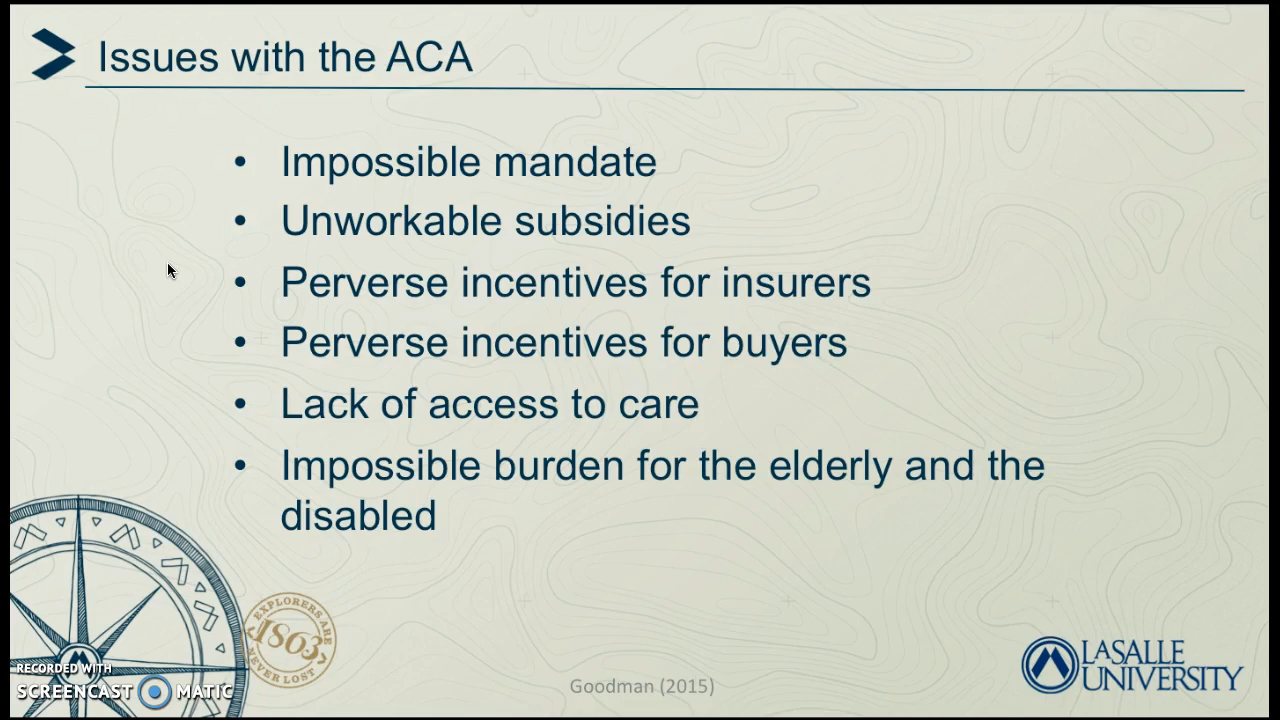 Issues with the ACA
• Impossible mandate
• Unworkable subsidies
• Perverse incentives for insurers
• Perverse incentives for buyers
• Lack of access to care
• Impossible burden for the elderly and the
disabled
EXPLORERS ARE
1863
NEVER LOST
RECORDED WITH
SCREENCAST MATIC
Goodman (2015)
LASALLE
UNIVERSITY